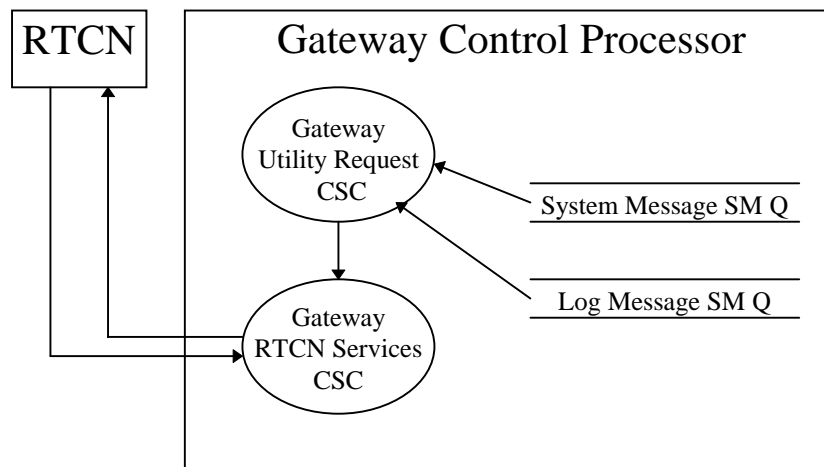 RTCN
Gateway Control Processor
Gateway
Utility Request
CSC
System Message SM Q
Log Message SM Q
Gateway
RTCN Services
CSC